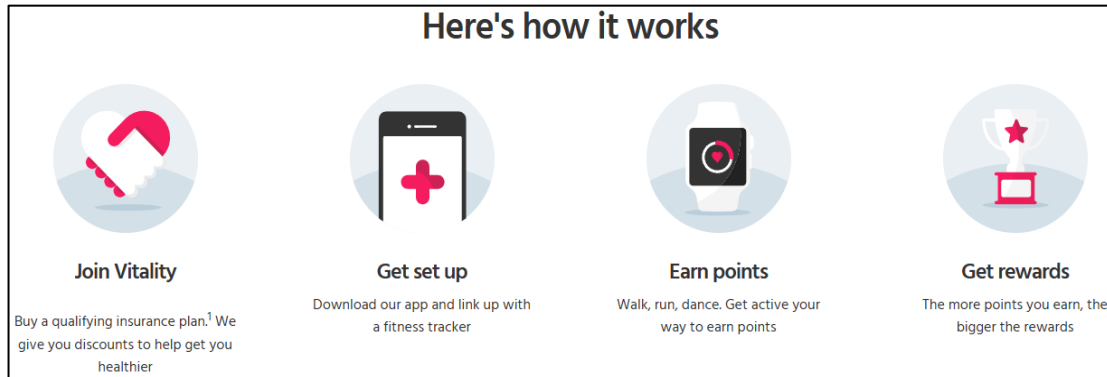 Here's how it works
Join Vitality
Buy a qualifying insurance plan.¹ We
give you discounts to help get you
healthier
Get set up
Download our app and link up with
a fitness tracker
Earn points
Walk, run, dance. Get active your
way to earn points
Get rewards
The more points you earn, the
bigger the rewards